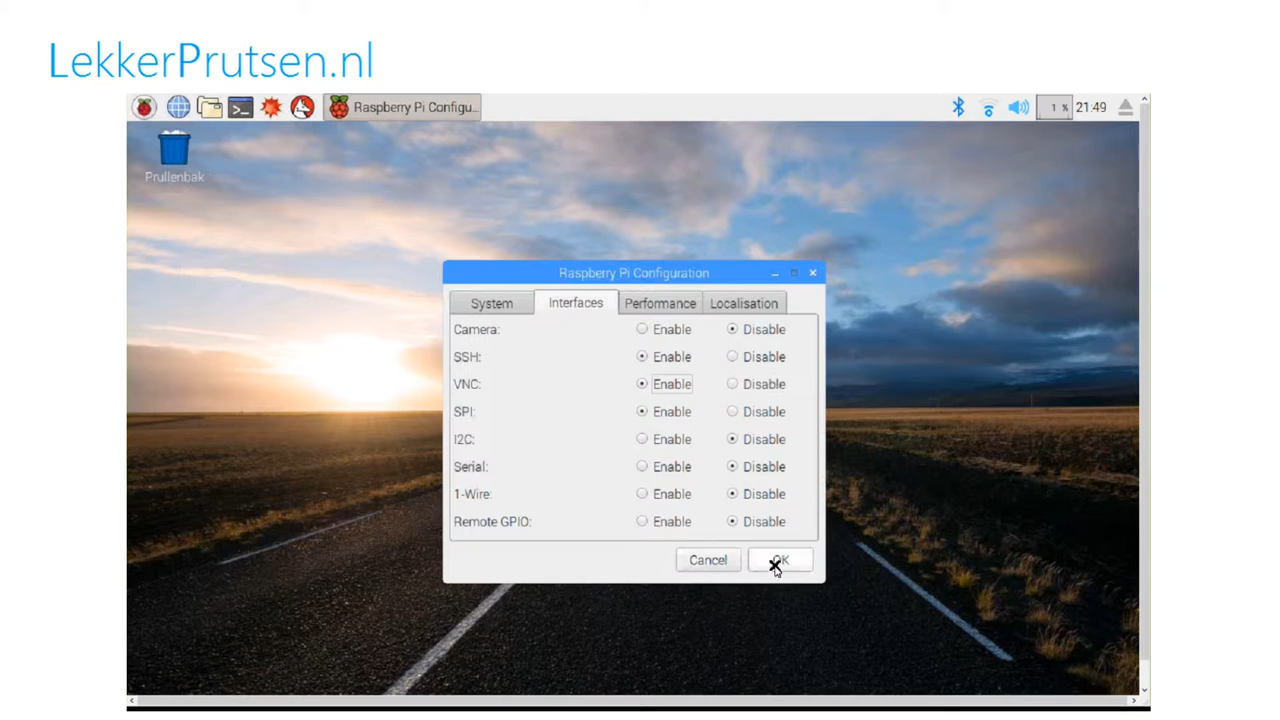 LekkerPrutsen.nl
Raspberry Pi Configu...
1 %
21:49
Prullenbak
Raspberry Pi Configuration
System Interfaces Performance Localisation
Camera: Enable Disable
SSH: Enable Disable
VNC: Enable Disable
SPI: Enable Disable
I2C: Enable Disable
Serial: Enable Disable
1-Wire: Enable Disable
Remote GPIO: Enable Disable
Cancel OK